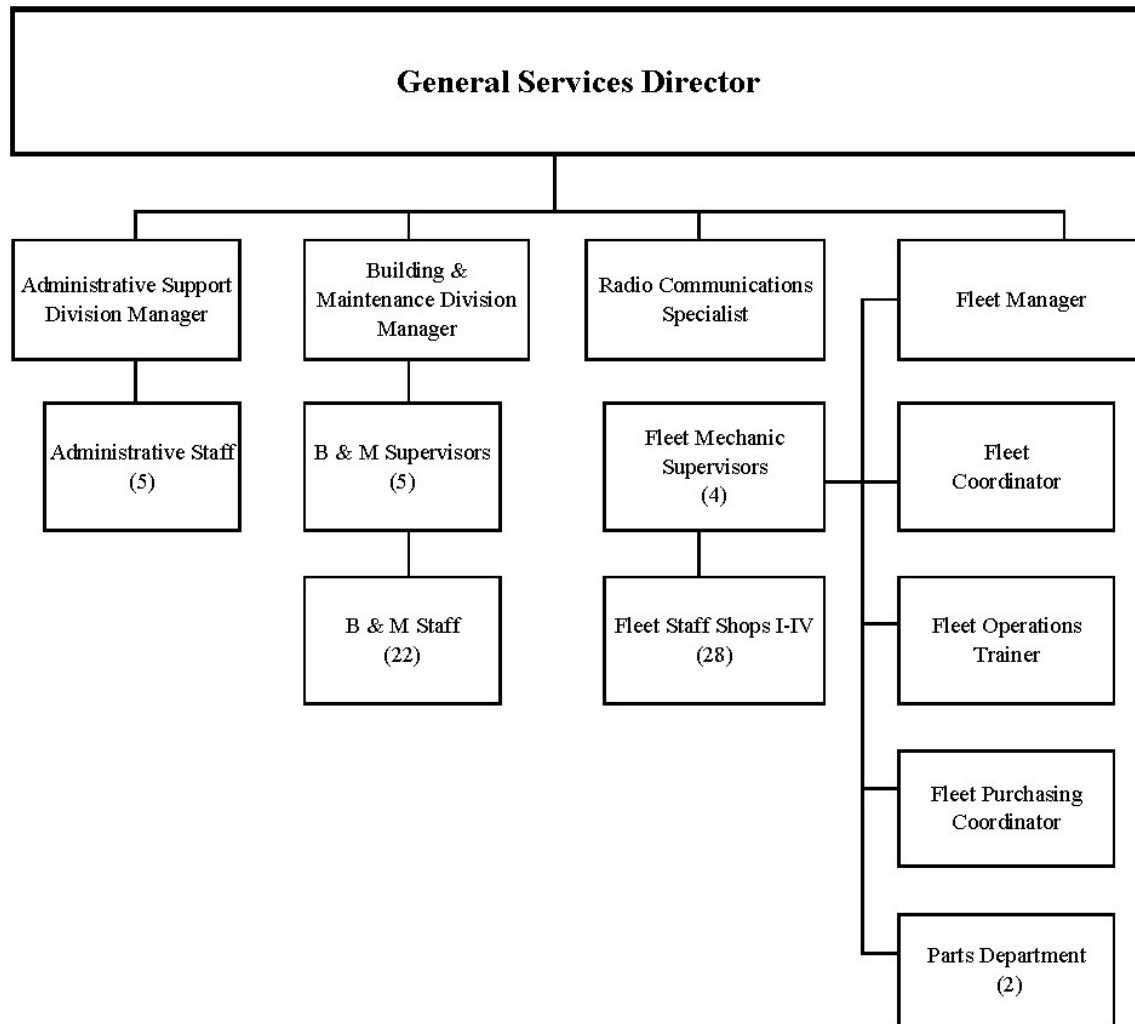 General Services Director
Administrative Support
Division Manager
Building &
Maintenance Division
Manager
Radio Communications
Specialist
Fleet Manager
Administrative Staff
(5)
B & M Supervisors
(5)
Fleet Mechanic
Supervisors
(4)
Fleet
Coordinator
B & M Staff
(22)
Fleet Staff Shops I-IV
(28)
Fleet Operations
Trainer
Fleet Purchasing
Coordinator
Parts Department
(2)